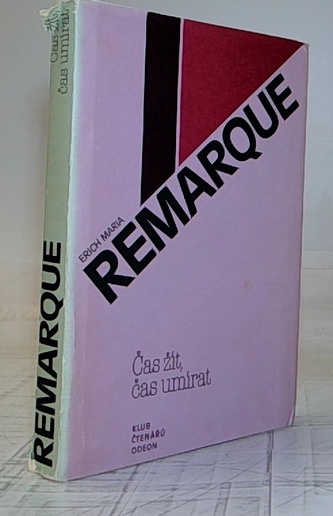 Čas žít,
čas umírat
REMARQUE
ERICH MARIA
REMARQUE
Čas žít,
čas umírat
KLUB
ČTENÁŘŮ
ODEON